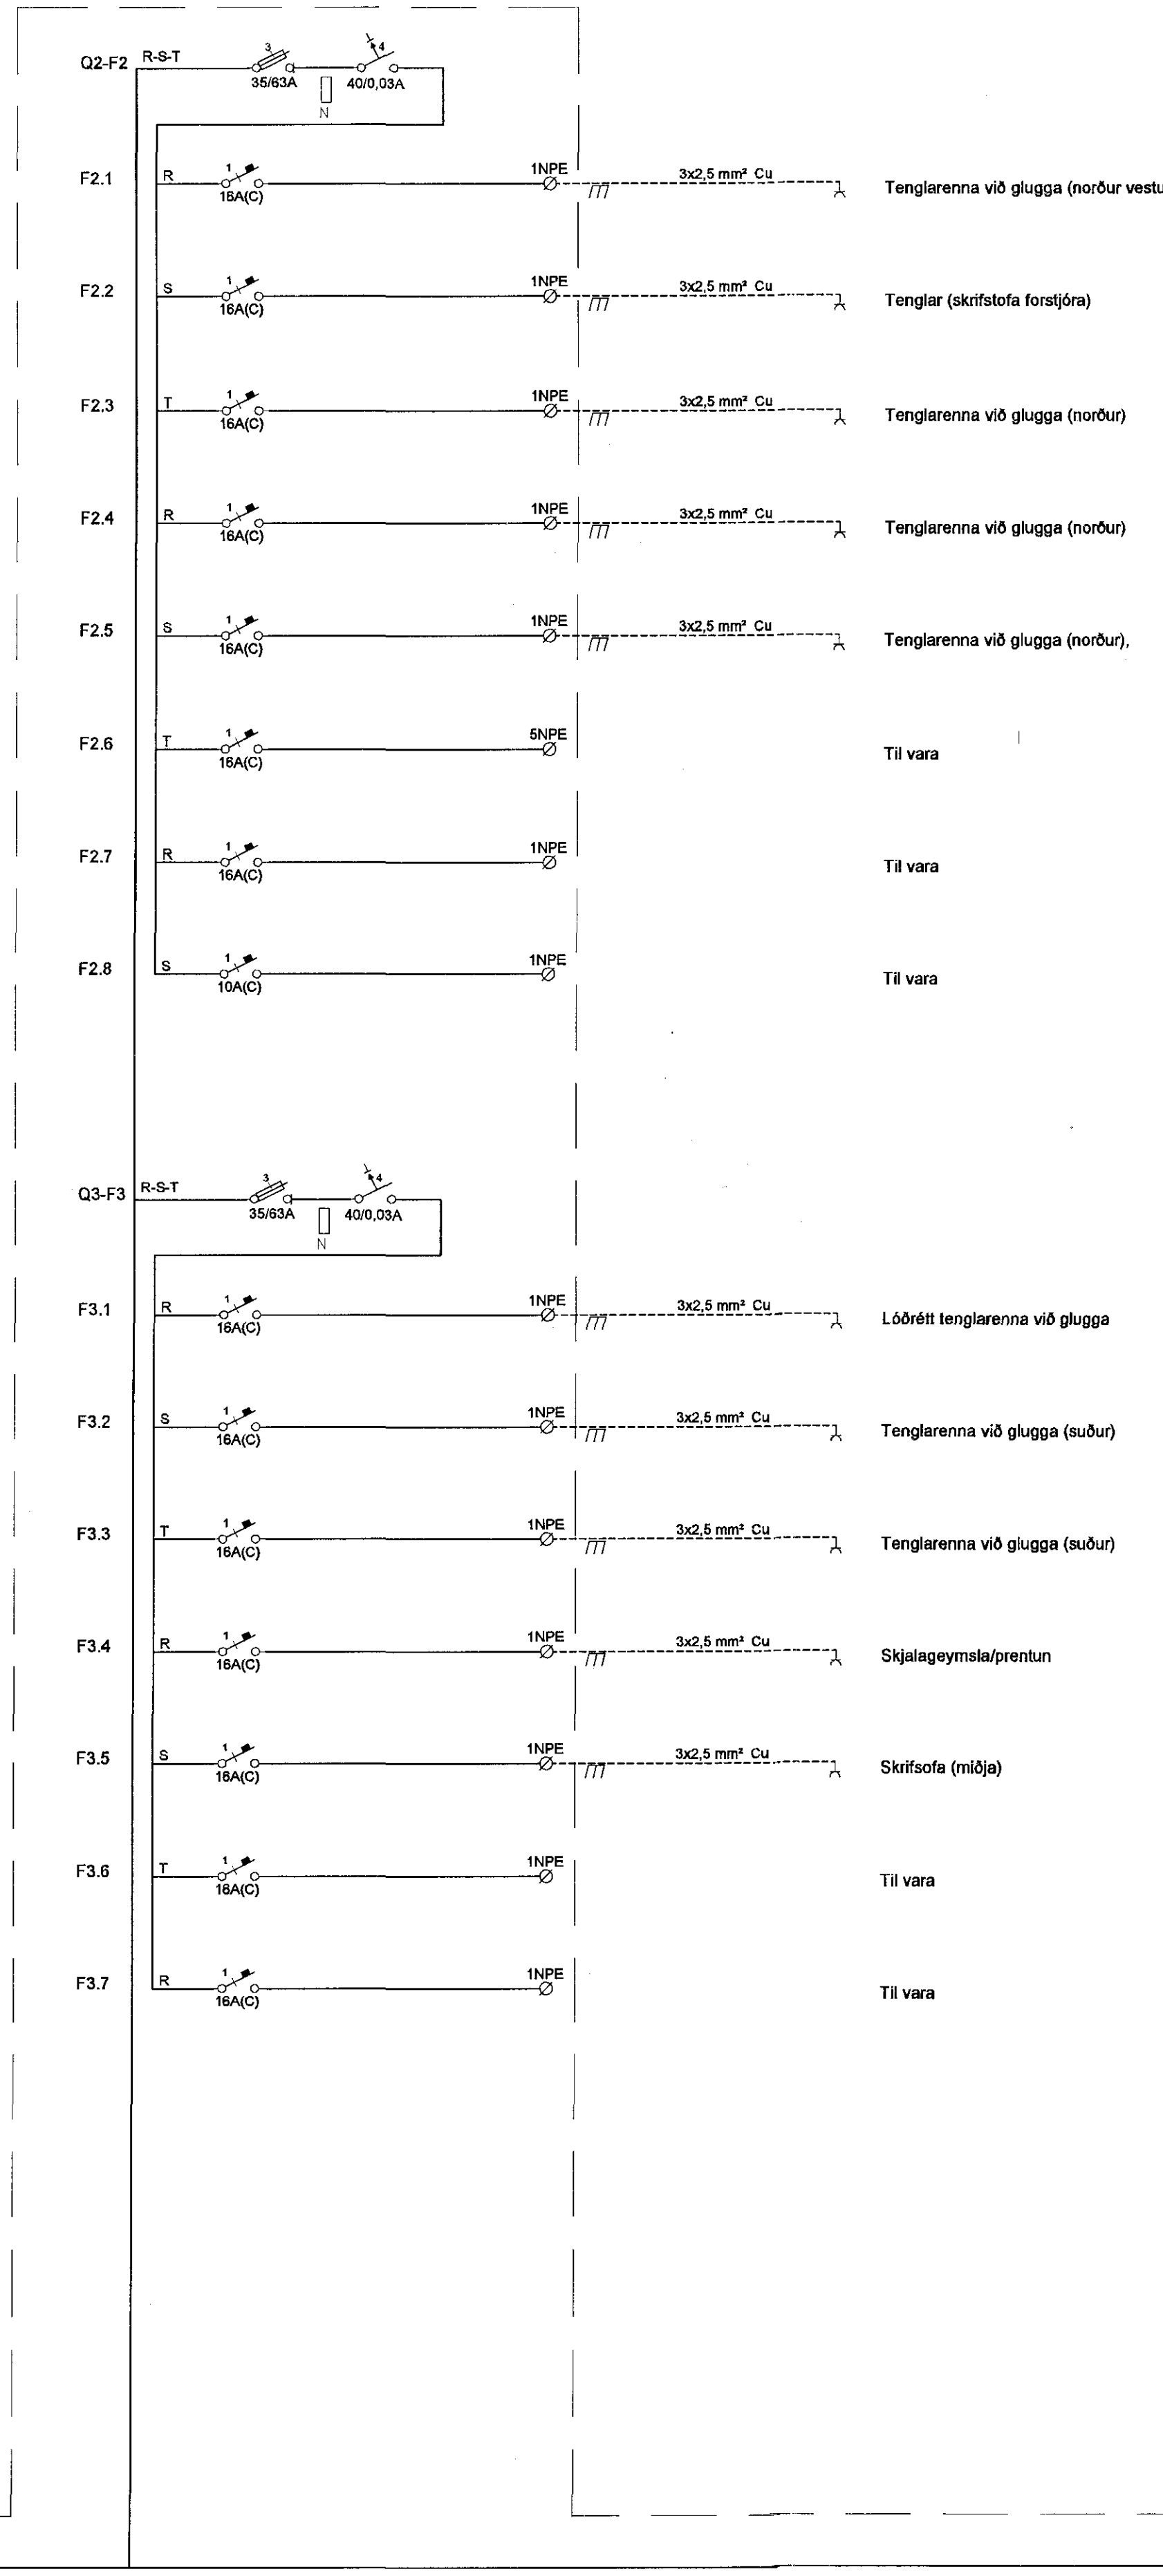 Q2-F2 R-S-T 3 4
35/63A 40/0,03A
N
F2.1 R 1 16A(C) 1NPE 3x2,5 mm² Cu Tenglarenna við glugga (norður vestu
F2.2 S 1 16A(C) 1NPE 3x2,5 mm² Cu Tenglar (skrifstofa forstjóra)
F2.3 T 1 16A(C) 1NPE 3x2,5 mm² Cu Tenglarenna við glugga (norður)
F2.4 R 1 16A(C) 1NPE 3x2,5 mm² Cu Tenglarenna við glugga (norður)
F2.5 S 1 16A(C) 1NPE 3x2,5 mm² Cu Tenglarenna við glugga (norður),
F2.6 T 1 16A(C) 5NPE Til vara
F2.7 R 1 16A(C) 1NPE Til vara
F2.8 S 1 10A(C) 1NPE Til vara
Q3-F3 R-S-T 3 4
35/63A 40/0,03A
N
F3.1 R 1 16A(C) 1NPE 3x2,5 mm² Cu Lóðrétt tenglarenna við glugga
F3.2 S 1 16A(C) 1NPE 3x2,5 mm² Cu Tenglarenna við glugga (suður)
F3.3 T 1 16A(C) 1NPE 3x2,5 mm² Cu Tenglarenna við glugga (suður)
F3.4 R 1 16A(C) 1NPE 3x2,5 mm² Cu Skjalageymsla/prentun
F3.5 S 1 16A(C) 1NPE 3x2,5 mm² Cu Skrifsofa (miðja)
F3.6 T 1 16A(C) 1NPE Til vara
F3.7 R 1 16A(C) 1NPE Til vara